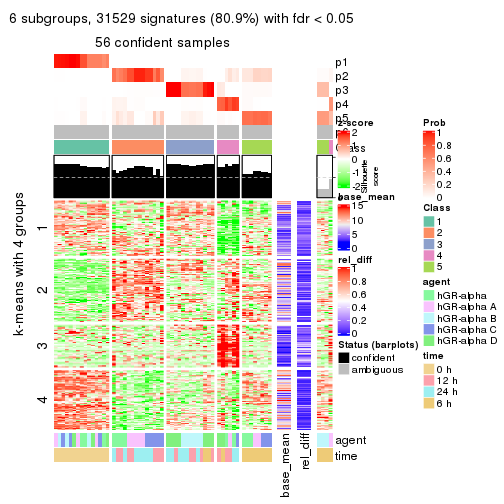 6 subgroups, 31529 signatures (80.9%) with fdr < 0.05
56 confident samples
p1
p2
p3
p4
p5
z-score
2
0
-2
Silhouette
score
base_mean
15
10
5
0
rel_diff
1
0.8
0.6
0.4
0.2
0
Status (barplots)
confident
ambiguous
Prob
1
0.8
0.6
0.4
0.2
0
Class
1
2
3
4
5
agent
hGR-alpha
hGR-alpha A
hGR-alpha B
hGR-alpha C
hGR-alpha D
time
0 h
12 h
24 h
6 h
k-means with 4 groups
1
2
3
4
agent
time
base_mean
rel_diff